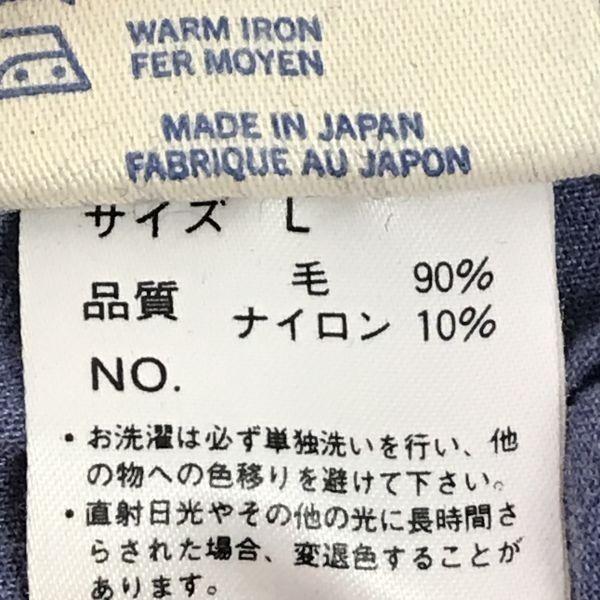 WARM IRON
FER MOYEN
MADE IN JAPAN
FABRIQUE AU JAPON
サイズ L
品質 毛 90%
ナイロン 10%
NO.
・お洗濯は必ず単独洗いを行い、他
の物への色移りを避けて下さい。
・直射日光やその他の光に長時間さ
らされた場合、変退色することが
あります。